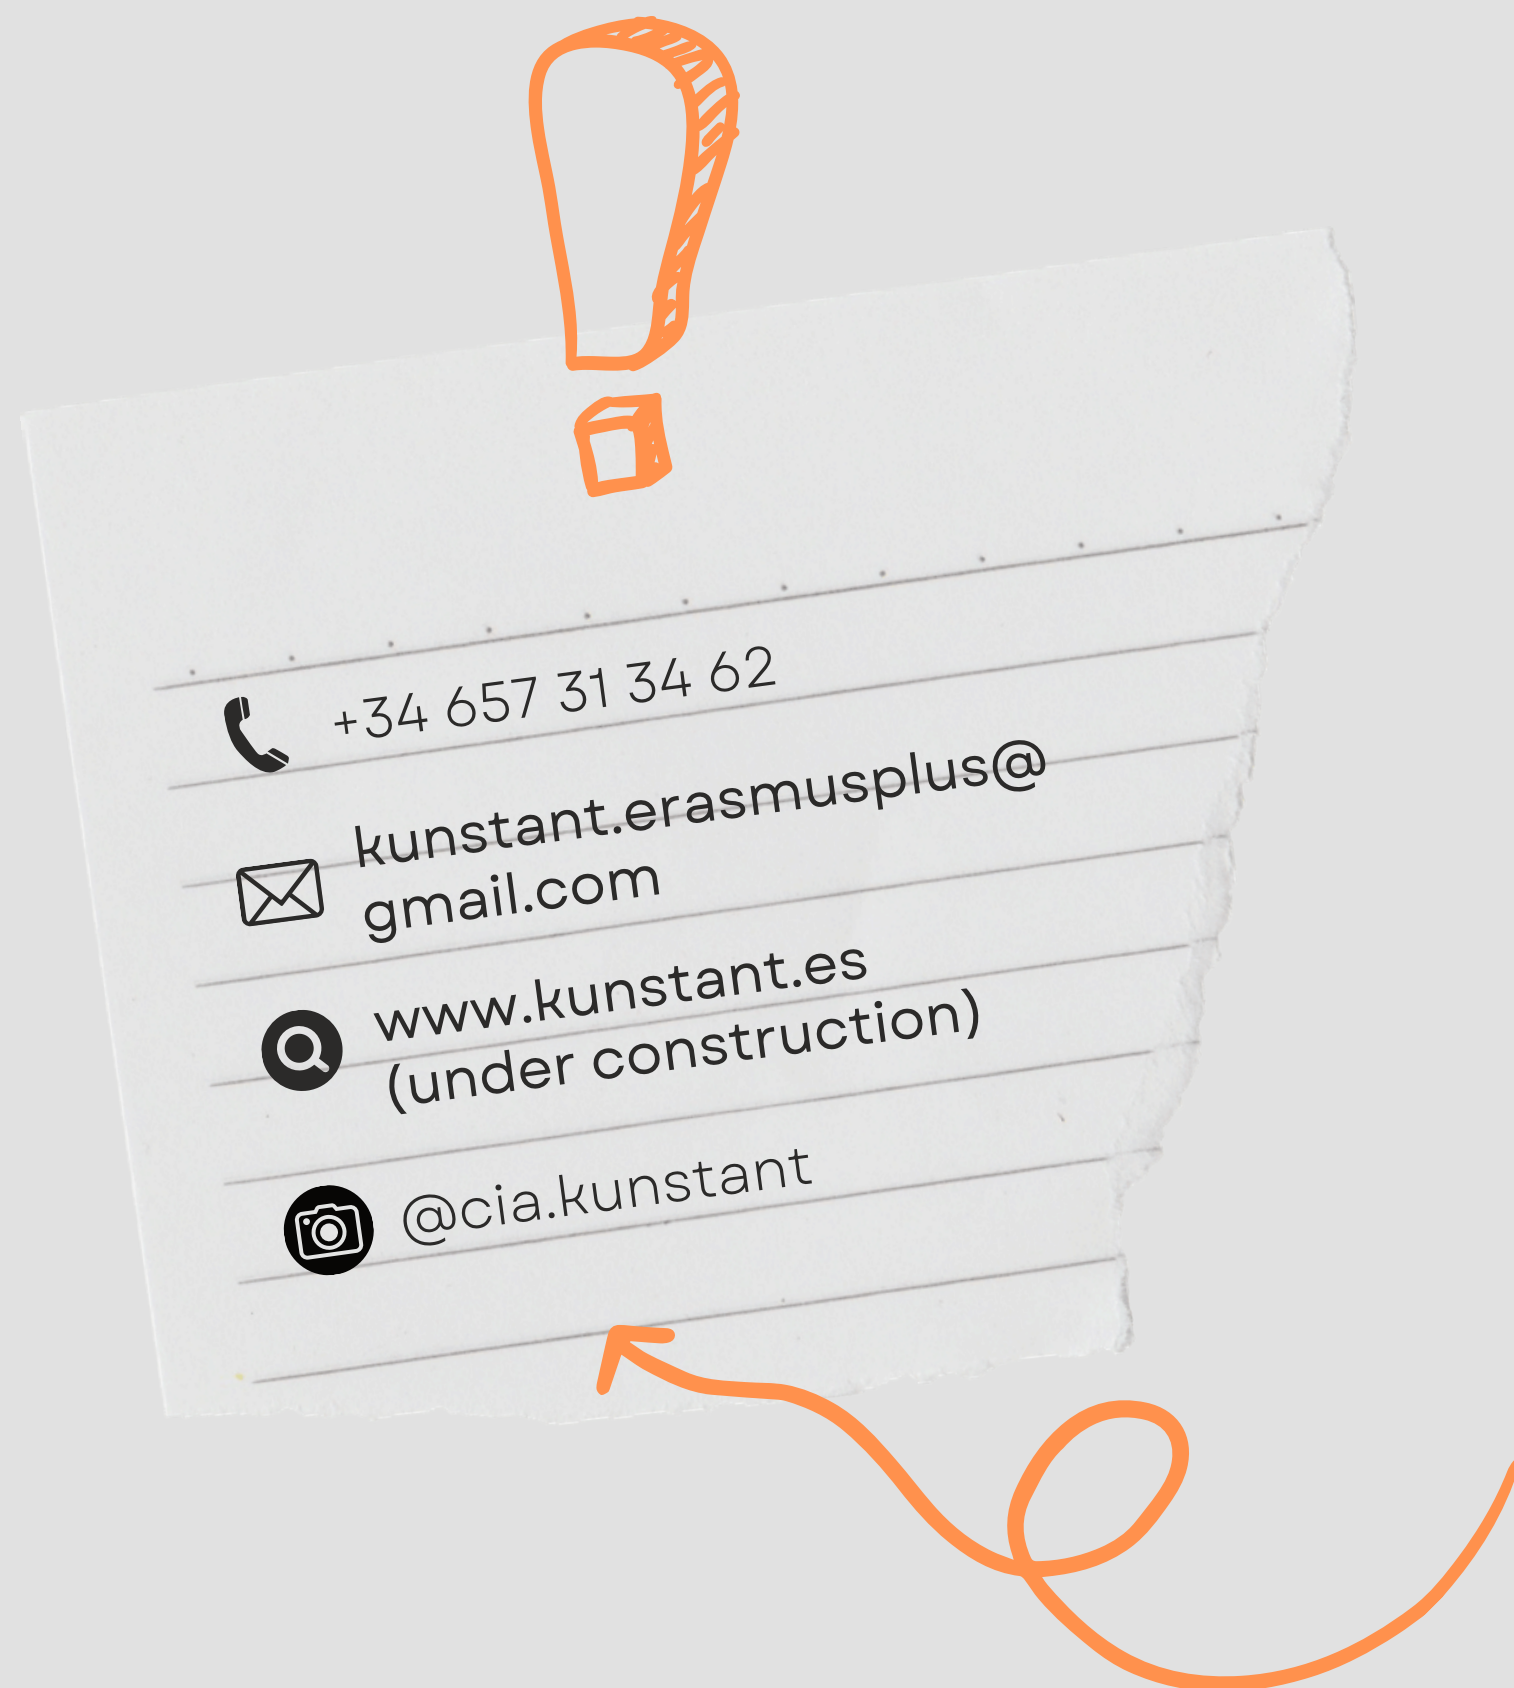 +34 657 31 34 62
kunstant.erasmusplus@
gmail.com
www.kunstant.es
(under construction)
@cia.kunstant